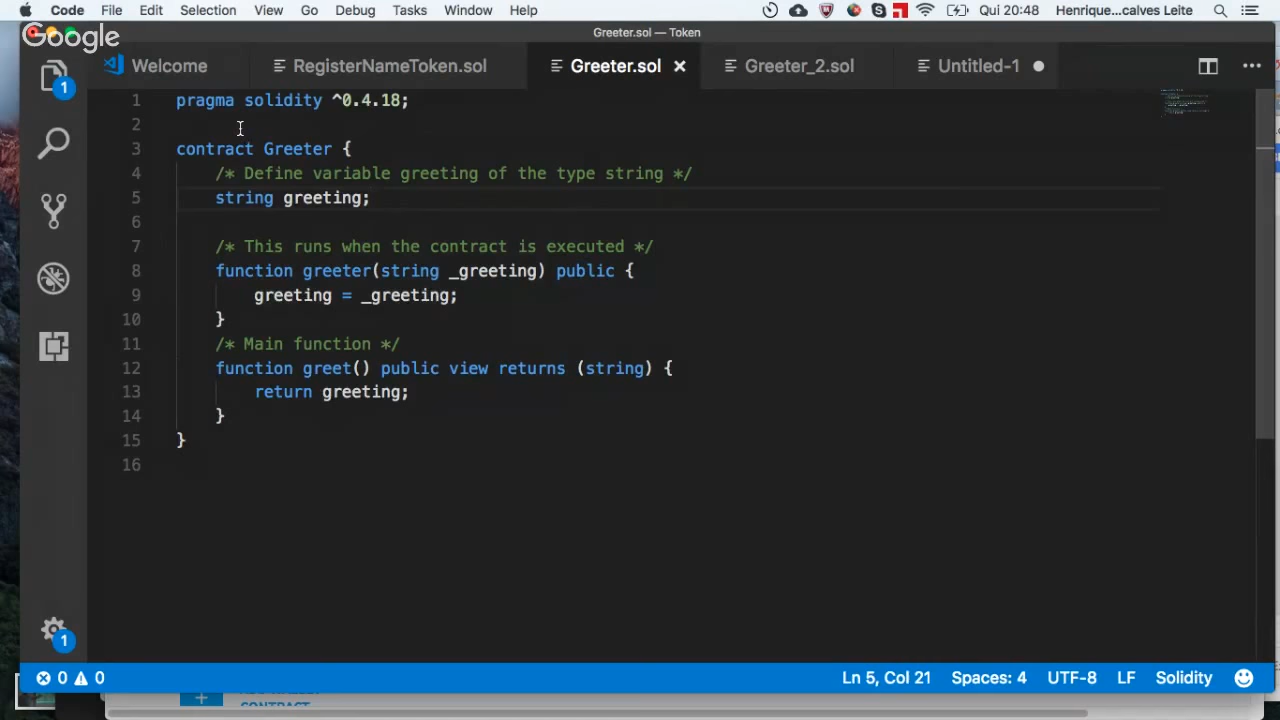 Code File Edit Selection View Go Debug Tasks Window Help Qui 20:48 Henrique...calves Leite
Google
Greeter.sol — Token
Welcome RegisterNameToken.sol Greeter.sol Greeter_2.sol Untitled-1
1
1 pragma solidity ^0.4.18;
2
3 contract Greeter {
4 /* Define variable greeting of the type string */
5 string greeting;
6
7 /* This runs when the contract is executed */
8 function greeter(string _greeting) public {
9 greeting = _greeting;
10 }
11 /* Main function */
12 function greet() public view returns (string) {
13 return greeting;
14 }
15 }
16
1
0 0 Ln 5, Col 21 Spaces: 4 UTF-8 LF Solidity
CONTRACT